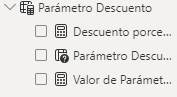 Parámetro Descuento
Descuento porce...
Parámetro Descu...
Valor de Parámet...